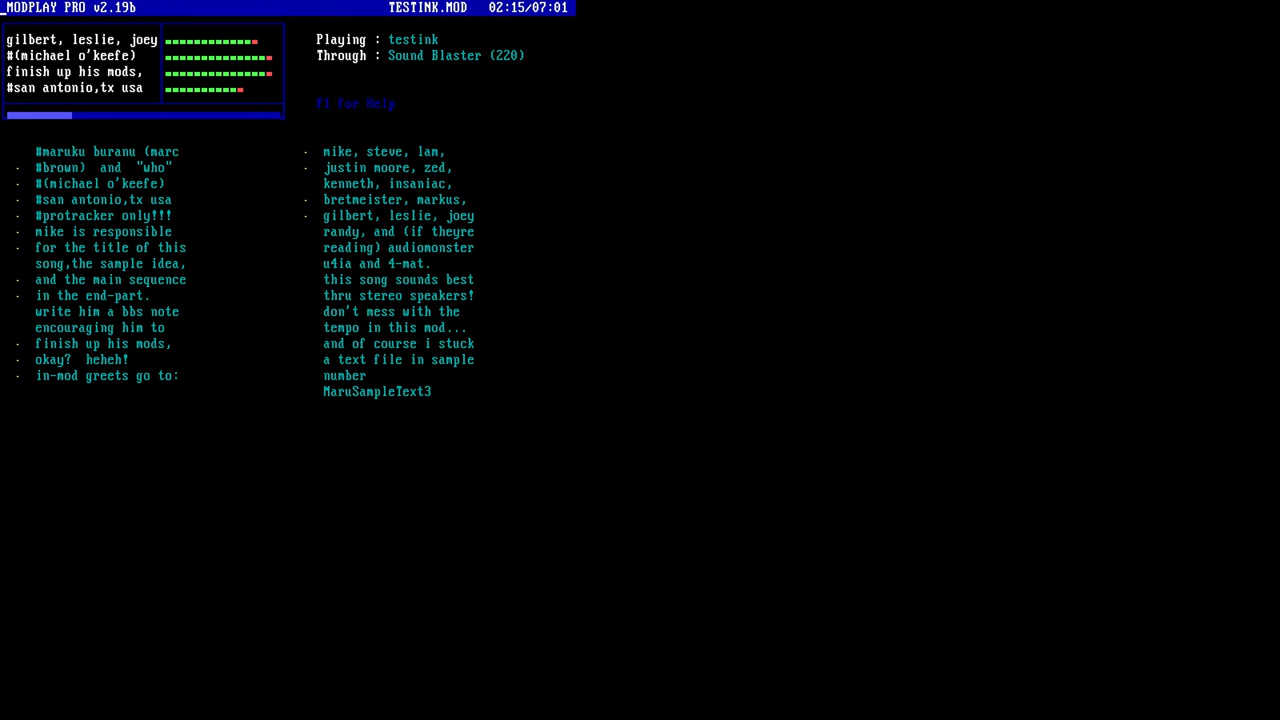 MODPLAY PRO v2.19b TESTINK.MOD 02:15/07:01
gilbert, leslie, joey
#(michael o'keefe)
finish up his mods,
#san antonio,tx usa
Playing : testink
Through : Sound Blaster (220)
F1 for Help
#maruku buranu (marc
#brown) and "who"
#(michael o'keefe)
#san antonio,tx usa
#protracker only!!!
mike is responsible
for the title of this
song,the sample idea,
and the main sequence
in the end-part.
write him a bbs note
encouraging him to
finish up his mods,
okay? heheh!
in-mod greets go to:
mike, steve, lam,
justin moore, zed,
kenneth, insaniac,
bretmeister, markus,
gilbert, leslie, joey
randy, and (if theyre
reading) audiomonster
u4ia and 4-mat.
this song sounds best
thru stereo speakers!
don't mess with the
tempo in this mod...
and of course i stuck
a text file in sample
number
MaruSampleText3